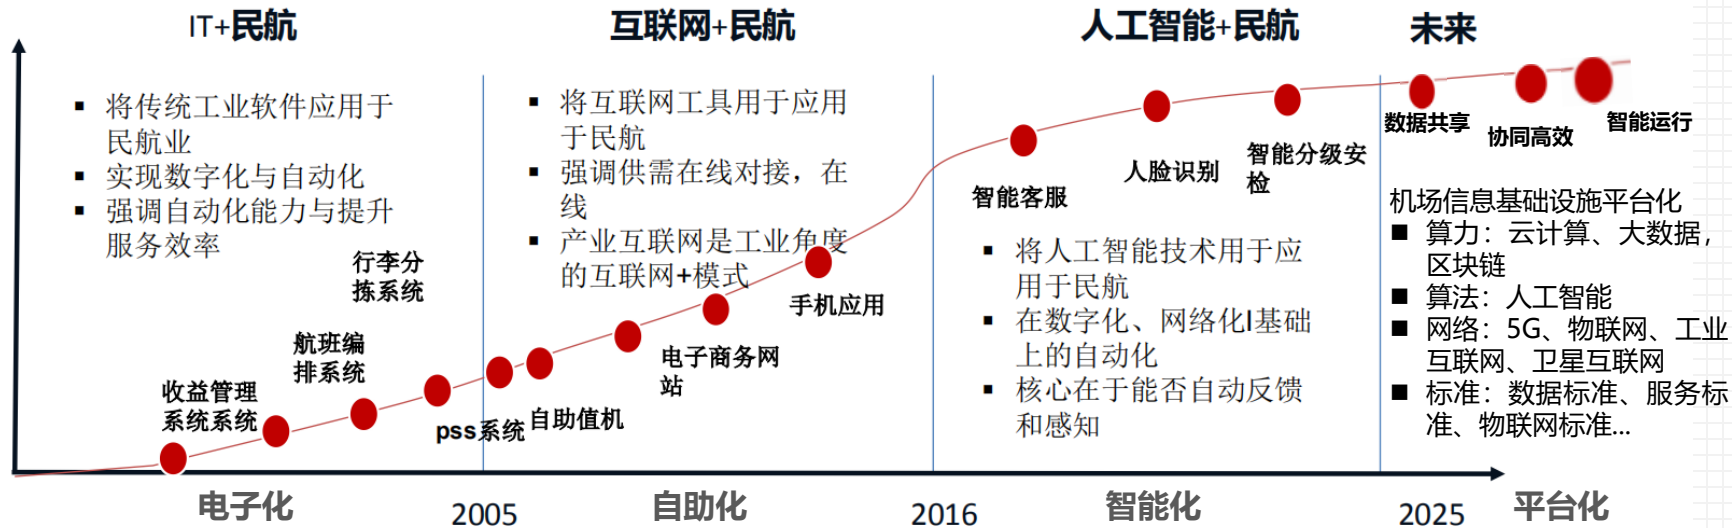 IT+民航
▪ 将传统工业软件应用于
民航业
▪ 实现数字化与自动化
▪ 强调自动化能力与提升
服务效率
行李分
拣系统
航班编
排系统
收益管理
系统系统
pss系统
电子化
2005
互联网+民航
▪ 将互联网工具用于应用
于民航
▪ 强调供需在线对接，在
线
▪ 产业互联网是工业角度
的互联网+模式
手机应用
电子商务网
站
自助值机
自助化
2016
人工智能+民航
智能客服
人脸识别
智能分级安
检
▪ 将人工智能技术用于应
用于民航
▪ 在数字化、网络化I基础
上的自动化
▪ 核心在于能否自动反馈
和感知
智能化
2025
未来
数据共享
协同高效
智能运行
机场信息基础设施平台化
■ 算力：云计算、大数据，
区块链
■ 算法：人工智能
■ 网络：5G、物联网、工业
互联网、卫星互联网
■ 标准：数据标准、服务标
准、物联网标准...
平台化